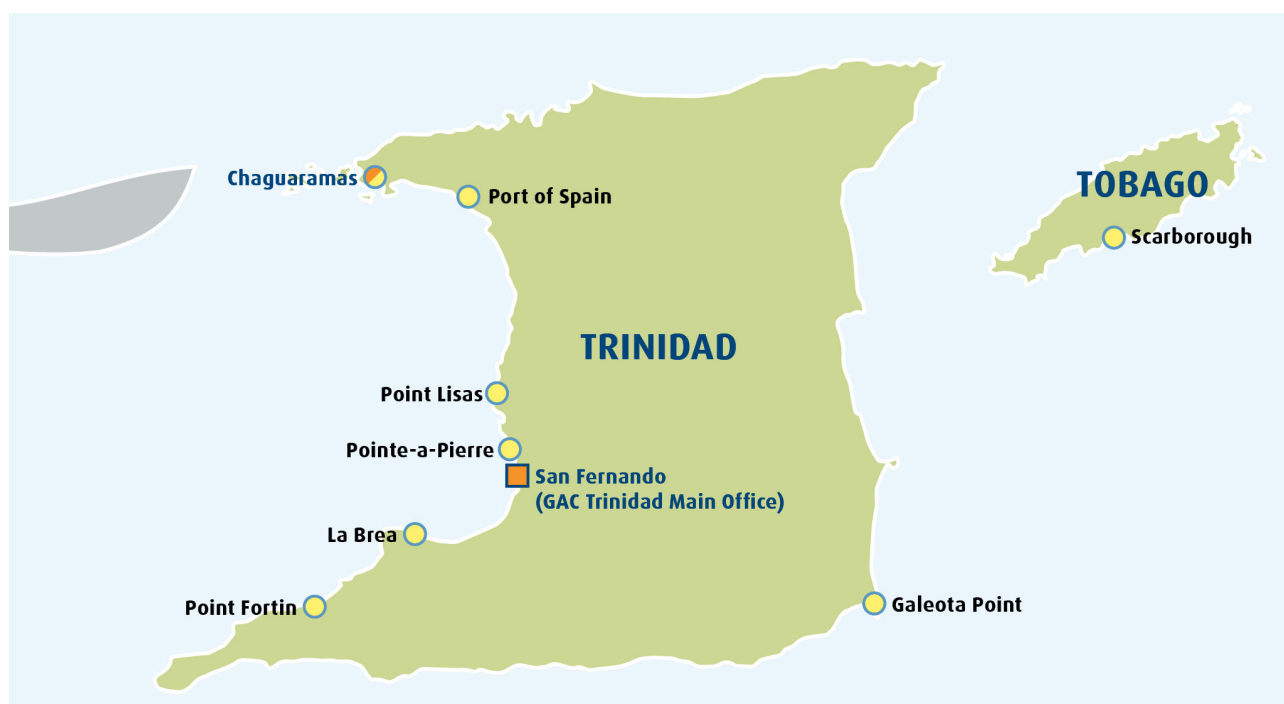 Chaguaramas
Port of Spain
TOBAGO
Scarborough
TRINIDAD
Point Lisas
Pointe-a-Pierre
San Fernando
(GAC Trinidad Main Office)
La Brea
Point Fortin
Galeota Point